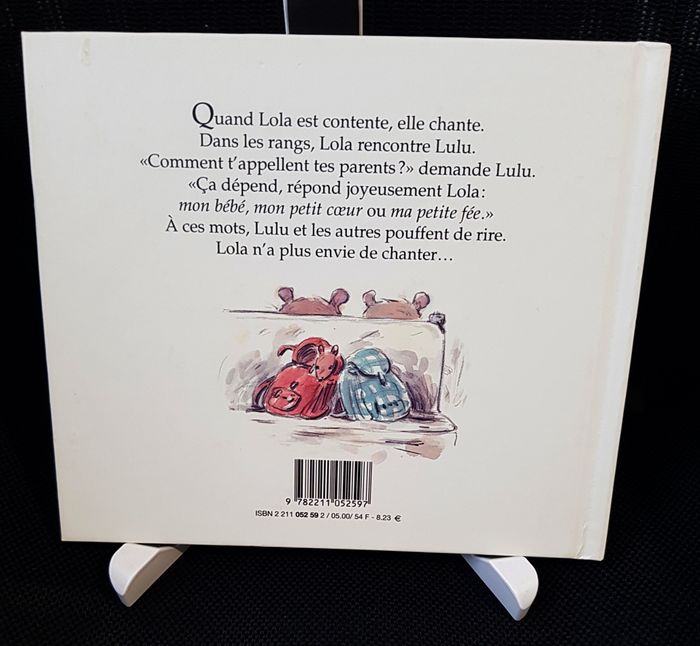 Quand Lola est contente, elle chante.
Dans les rangs, Lola rencontre Lulu.
«Comment t'appellent tes parents?» demande Lulu.
«Ça dépend, répond joyeusement Lola:
mon bébé, mon petit cœur ou ma petite fée.»
À ces mots, Lulu et les autres pouffent de rire.
Lola n'a plus envie de chanter…
9 782211 052597
ISBN 2 211 052 59 2 / 05.00/ 54 F - 8.23 €